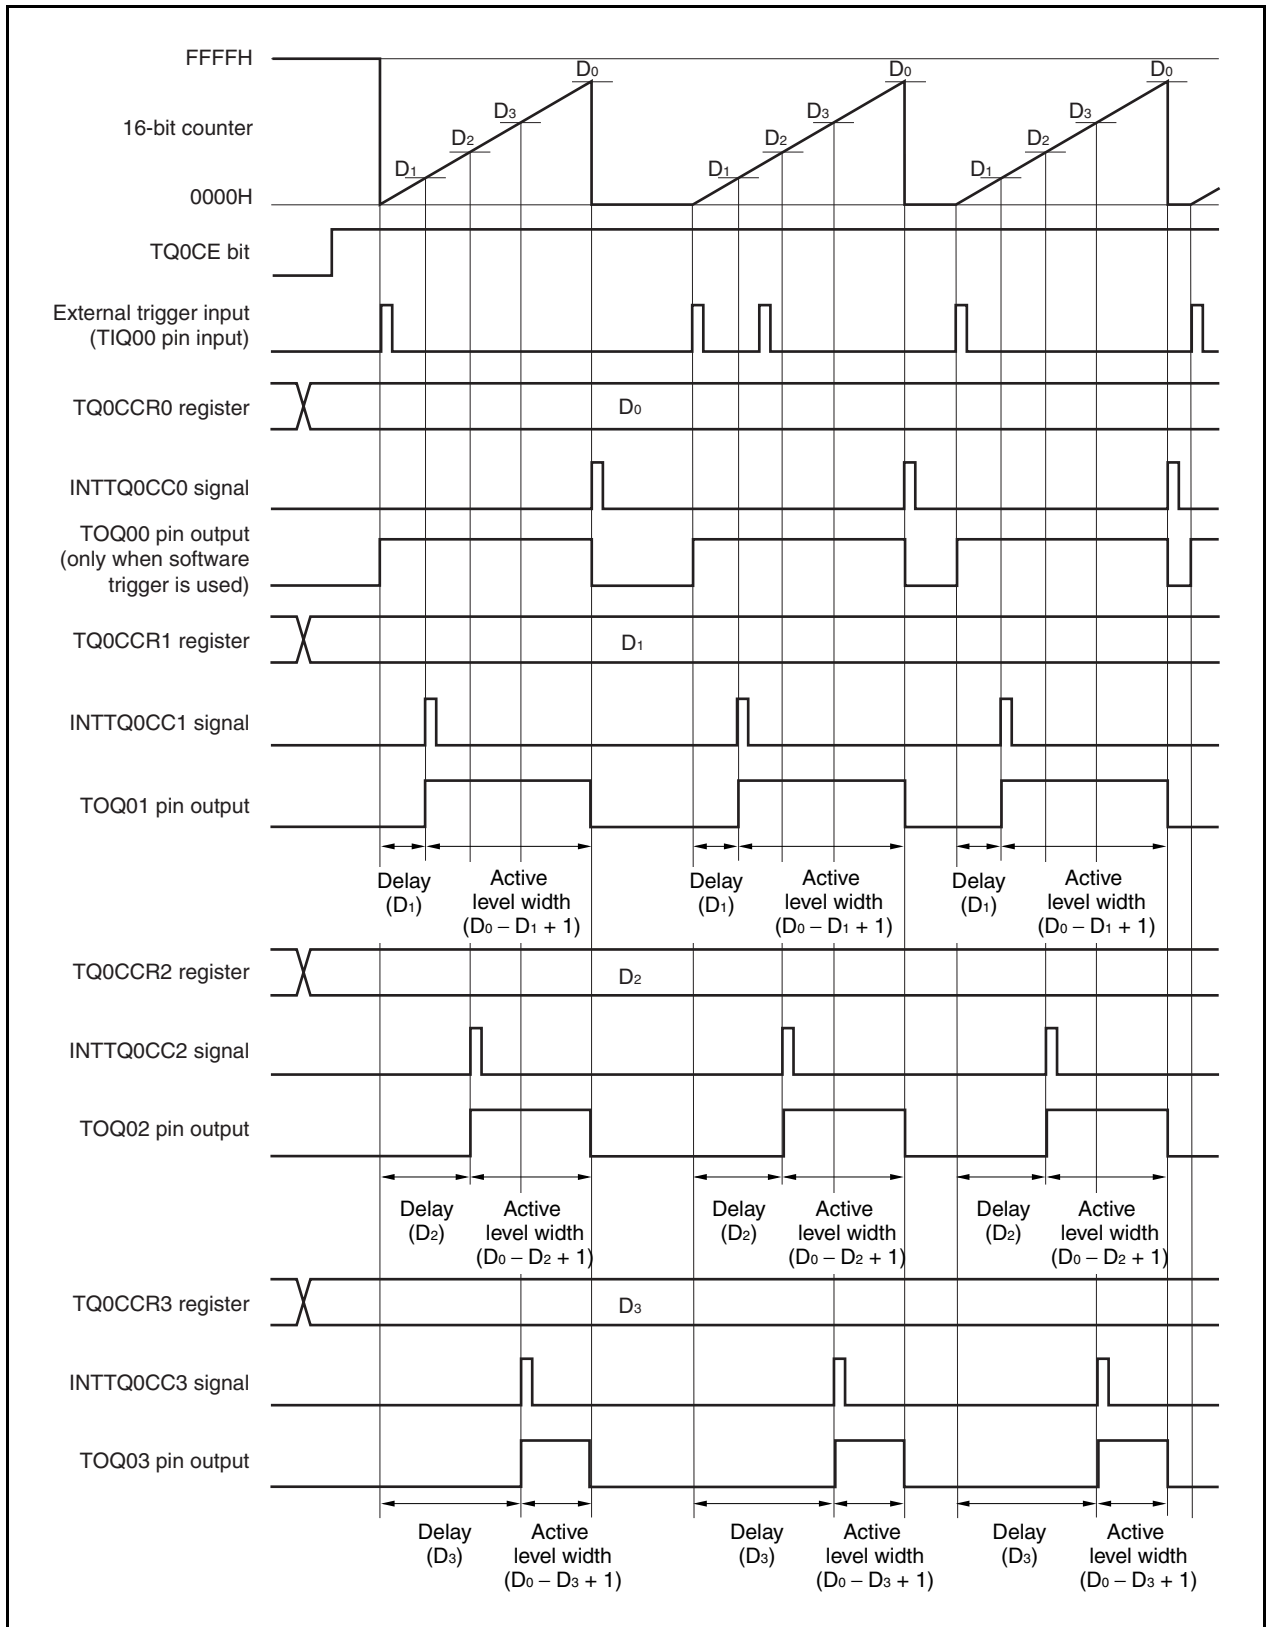 FFFFH
D0 D0 D0
D3 D3 D3
16-bit counter
D2 D2 D2
D1 D1 D1
0000H
TQ0CE bit
External trigger input
(TIQ00 pin input)
TQ0CCR0 register
D0
INTTQ0CC0 signal
TOQ00 pin output
(only when software
trigger is used)
TQ0CCR1 register
D1
INTTQ0CC1 signal
TOQ01 pin output
Delay Active Delay Active Delay Active
(D1) level width (D1) level width (D1) level width
(D0 – D1 + 1) (D0 – D1 + 1) (D0 – D1 + 1)
TQ0CCR2 register
D2
INTTQ0CC2 signal
TOQ02 pin output
Delay Active Delay Active Delay Active
(D2) level width (D2) level width (D2) level width
(D0 – D2 + 1) (D0 – D2 + 1) (D0 – D2 + 1)
TQ0CCR3 register
D3
INTTQ0CC3 signal
TOQ03 pin output
Delay Active Delay Active Delay Active
(D3) level width (D3) level width (D3) level width
(D0 – D3 + 1) (D0 – D3 + 1) (D0 – D3 + 1)